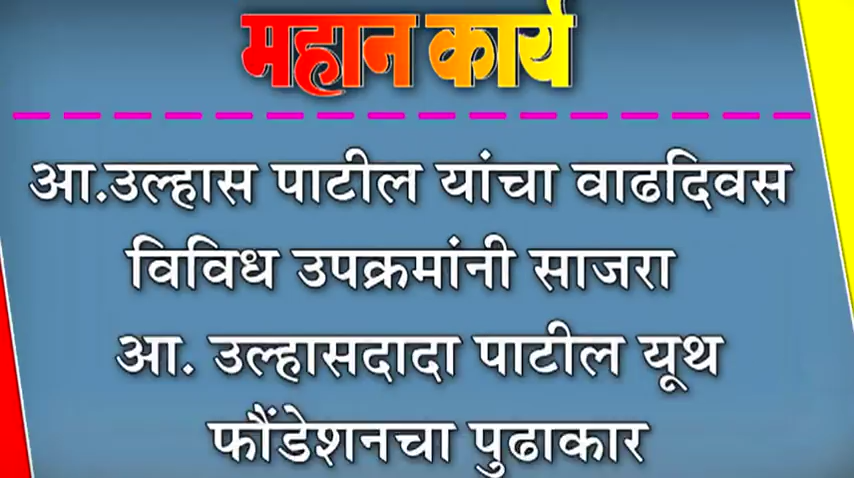 महान कार्य
आ.उल्हास पाटील यांचा वाढदिवस
विविध उपक्रमांनी साजरा
आ. उल्हासदादा पाटील यूथ
फौंडेशनचा पुढाकार